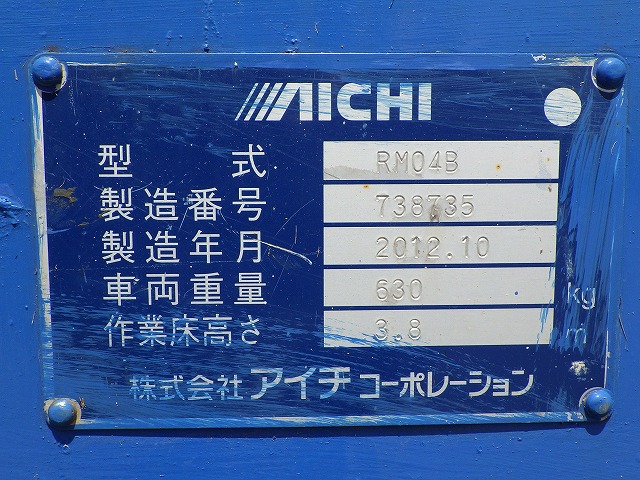 AICHI
型式 RM04B
製造番号 738735
製造年月 2012.10
車両重量 630 kg
作業床高さ 3.8 m
株式会社 アイチ コーポレーション